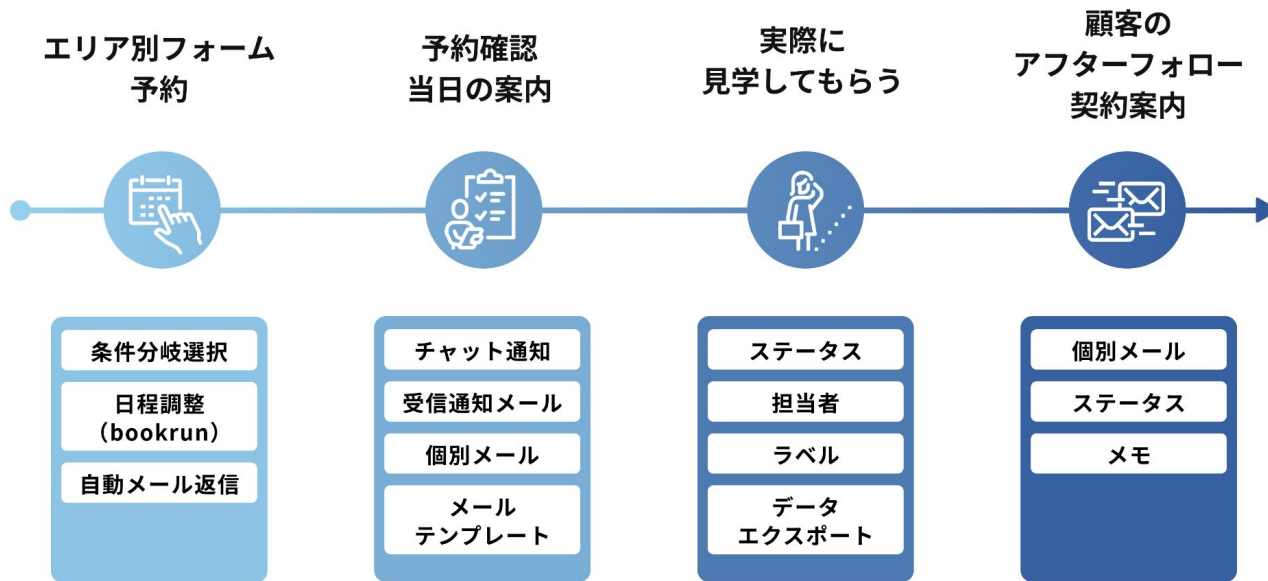 エリア別フォーム
予約
予約確認
当日の案内
実際に
見学してもらう
顧客の
アフターフォロー
契約案内
条件分岐選択
日程調整
（bookrun）
自動メール返信
チャット通知
受信通知メール
個別メール
メール
テンプレート
ステータス
担当者
ラベル
データ
エクスポート
個別メール
ステータス
メモ